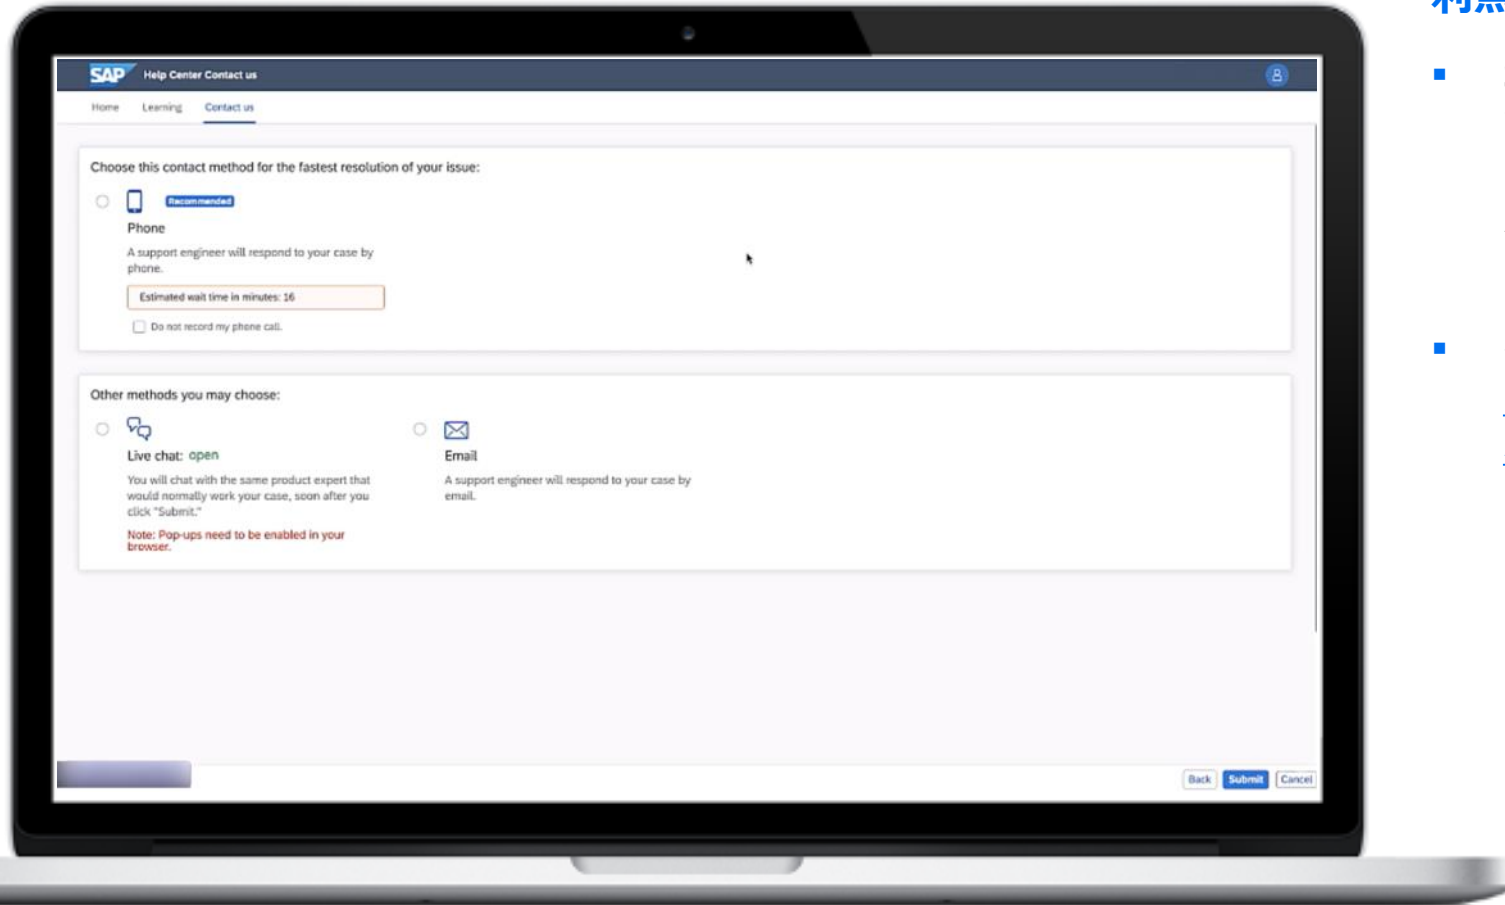 SAP Help Center Contact us
Home Learning Contact us
Choose this contact method for the fastest resolution of your issue:
Recommended
Phone
A support engineer will respond to your case by
phone.
Estimated wait time in minutes: 16
Do not record my phone call.
Other methods you may choose:
Live chat: open
You will chat with the same product expert that
would normally work your case, soon after you
click "Submit."
Note: Pop-ups need to be enabled in your
browser.
Email
A support engineer will respond to your case by
email.
Back Submit Cancel